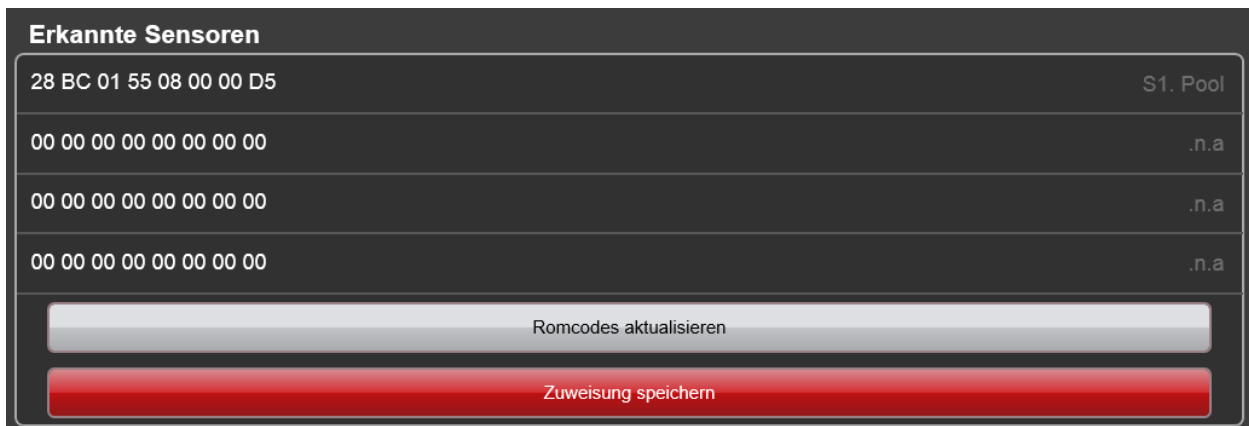 Erkannte Sensoren
28 BC 01 55 08 00 00 D5 S1. Pool
00 00 00 00 00 00 00 00 .n.a
00 00 00 00 00 00 00 00 .n.a
00 00 00 00 00 00 00 00 .n.a
Romcodes aktualisieren
Zuweisung speichern